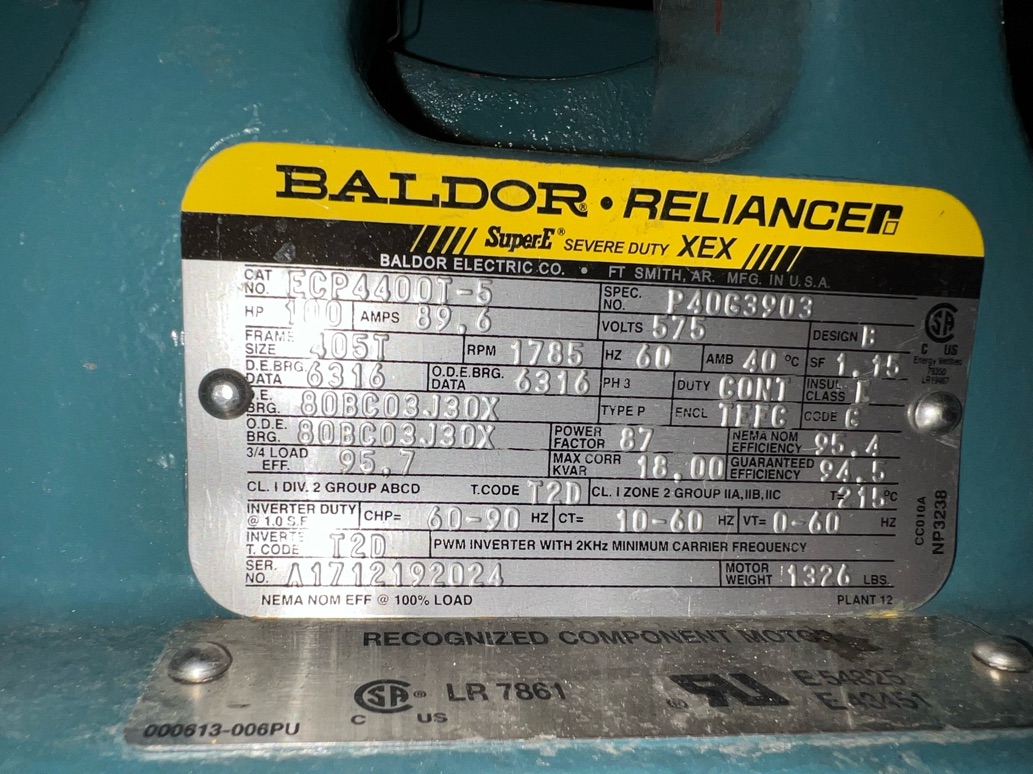 BALDOR® • RELIANCE
Super-E® SEVERE DUTY XEX
BALDOR ELECTRIC CO. • FT SMITH, AR. MFG. IN U.S.A.
CAT NO. ECP4400T-5 SPEC. NO. P40G3903
HP 100 AMPS 89,6 VOLTS 575 DESIGN B
FRAME SIZE 405T RPM 1785 HZ 60 AMB 40 °C SF 1,15
D.E.BRG. DATA 6316 O.D.E.BRG. DATA 6316 PH 3 DUTY CONT INSUL CLASS F
D.E. BRG. 80BC03J30X TYPE P ENCL TFFC CODE G
O.D.E. BRG. 80BC03J30X POWER FACTOR 87 NEMA NOM EFFICIENCY 95,4
3/4 LOAD EFF. 95,7 MAX CORR KVAR 18,00 GUARANTEED EFFICIENCY 94,5
CL. I DIV. 2 GROUP ABCD T.CODE T2D CL. I ZONE 2 GROUP IIA,IIB,IIC T=215°C
INVERTER DUTY @ 1.0 S.F. CHP= 60-90 HZ CT= 10-60 HZ VT= 0-60 HZ
INVERTER T. CODE T2D PWM INVERTER WITH 2KHz MINIMUM CARRIER FREQUENCY
SER. NO. A1712192024 MOTOR WEIGHT 1326 LBS.
NEMA NOM EFF @ 100% LOAD PLANT 12
C US
Energy Verified
LR19467
CC010A
NP3238
RECOGNIZED COMPONENT MOTOR
® LR 7861 ® E 54825
C US E 43451
000613-006PU